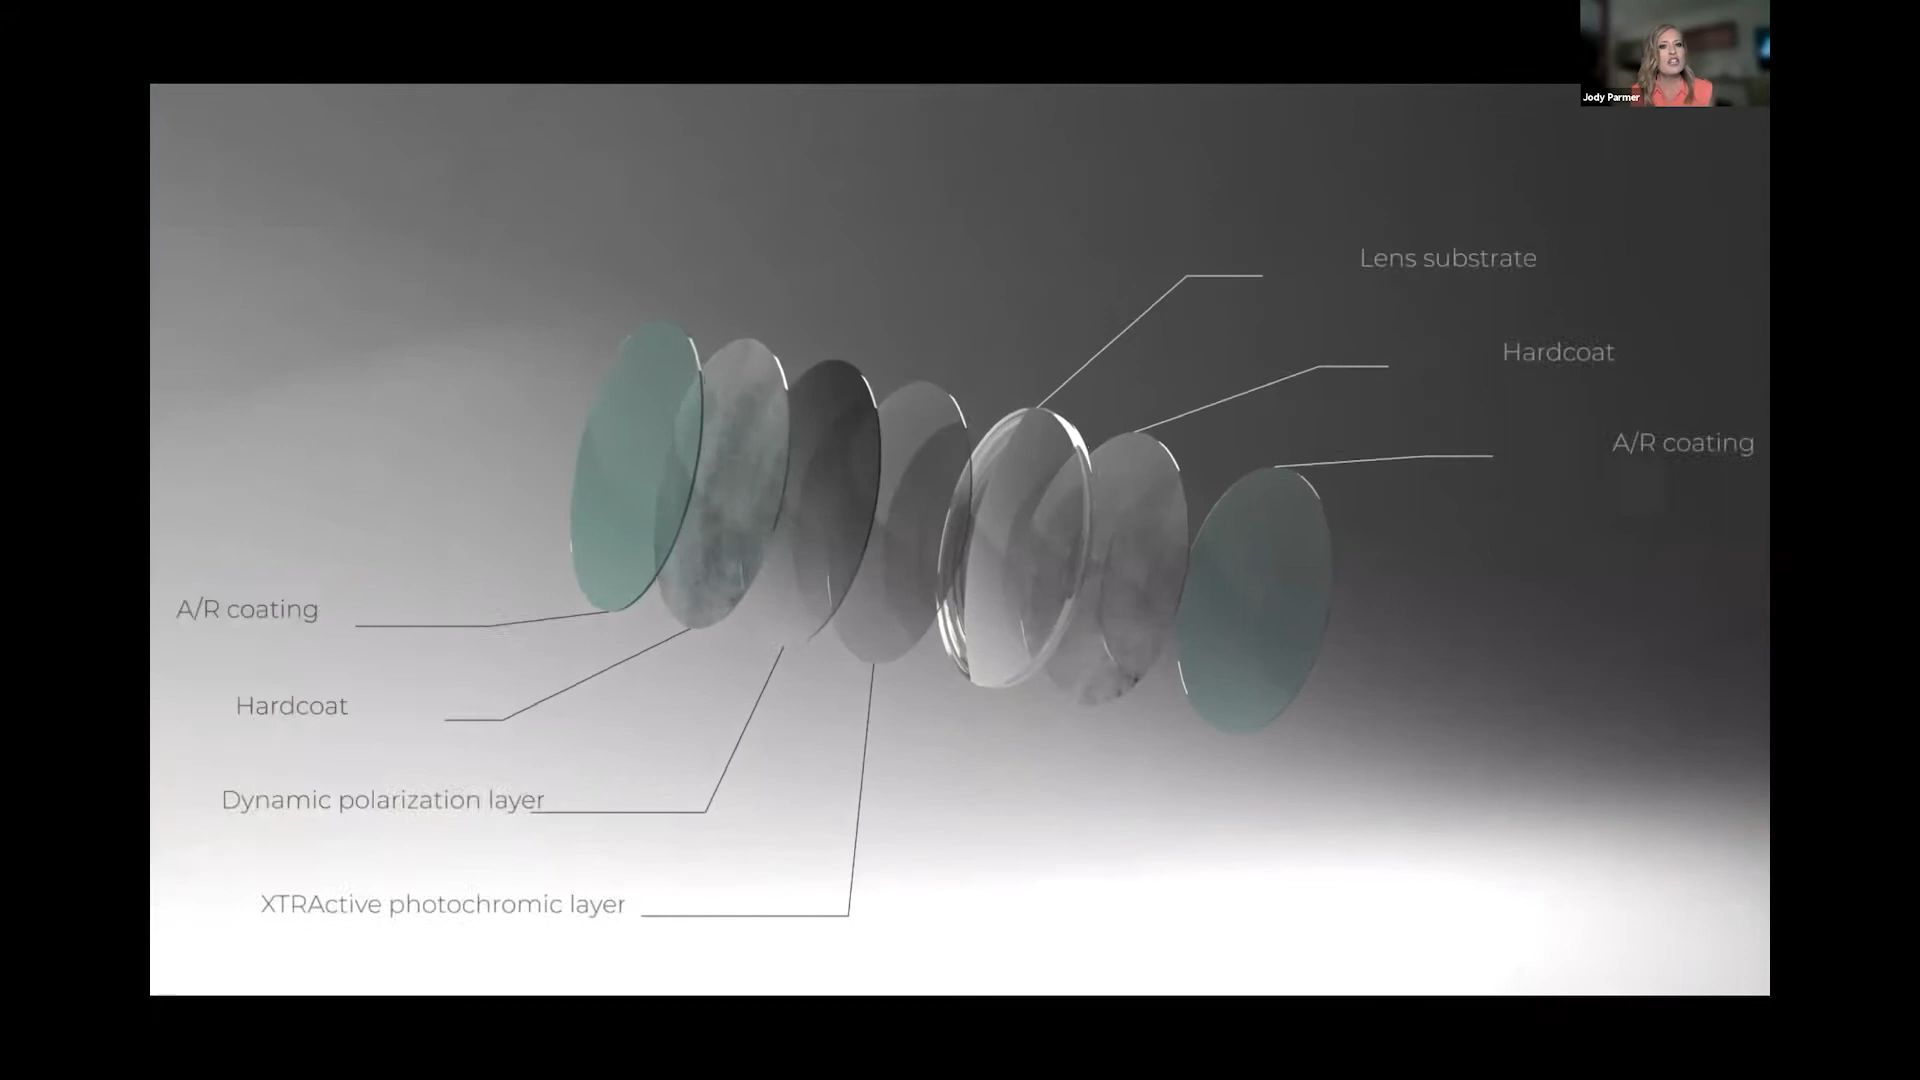 Jody Parmer
Lens substrate
Hardcoat
A/R coating
A/R coating
Hardcoat
Dynamic polarization layer
XTRActive photochromic layer